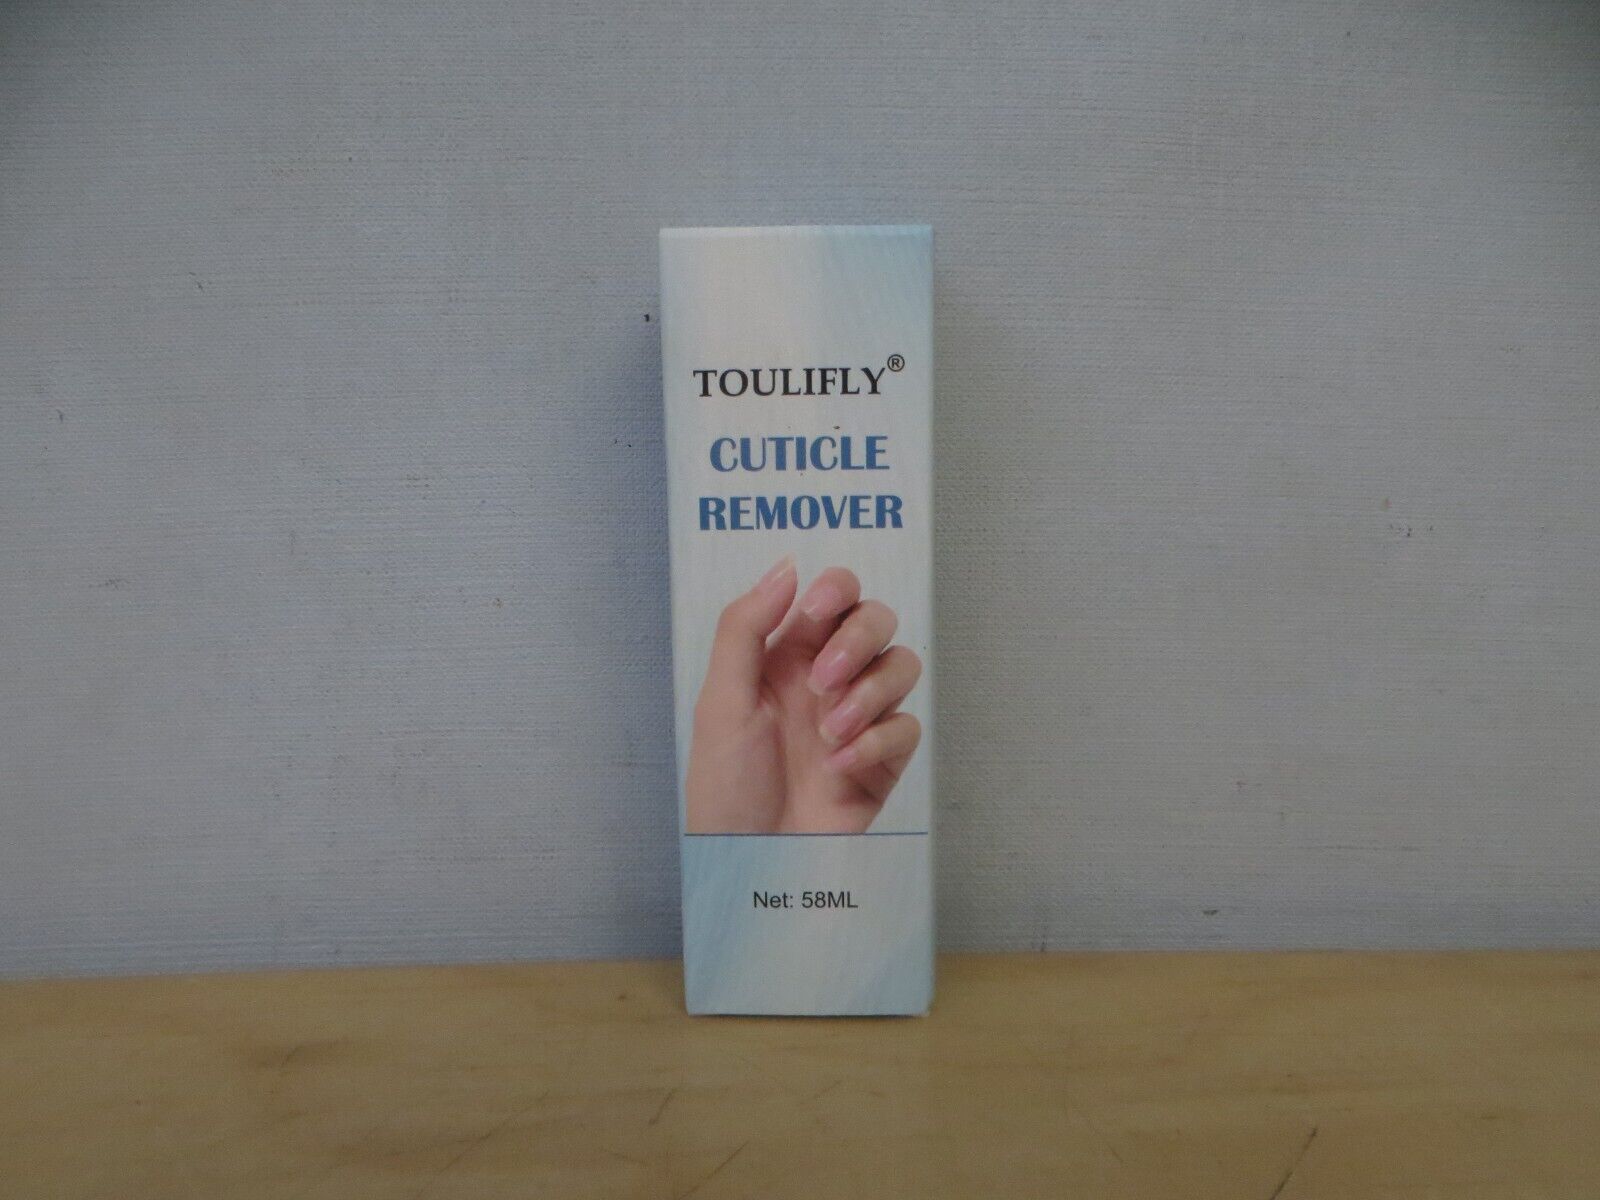 TOULIFLY®
CUTICLE
REMOVER
Net: 58ML